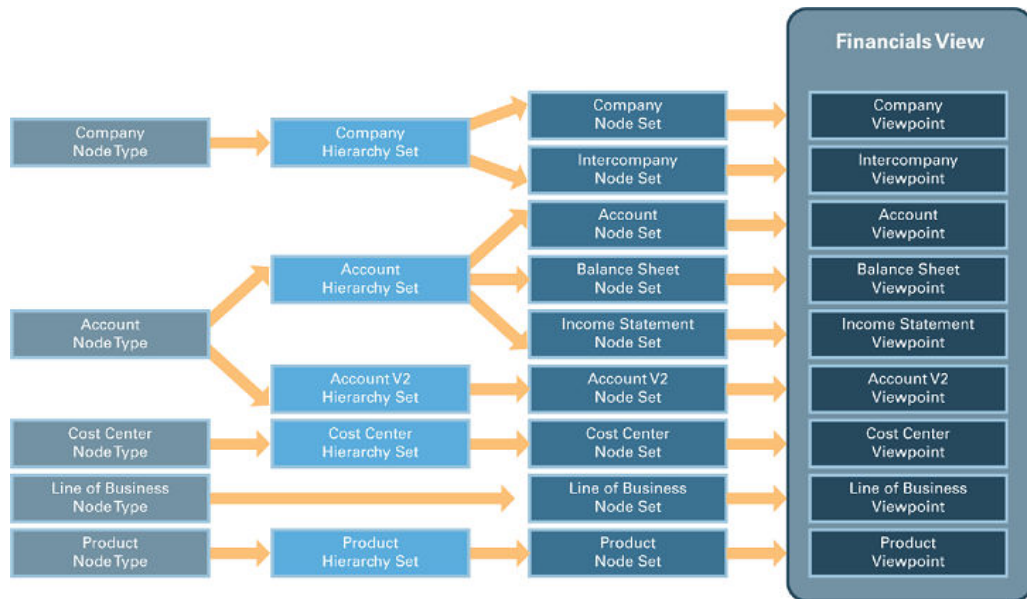 Financials View
Company
Node Type
Company
Hierarchy Set
Company
Node Set
Company
Viewpoint
Intercompany
Node Set
Intercompany
Viewpoint
Account
Node Set
Account
Viewpoint
Account
Hierarchy Set
Balance Sheet
Node Set
Balance Sheet
Viewpoint
Account
Node Type
Income Statement
Node Set
Income Statement
Viewpoint
Account V2
Hierarchy Set
Account V2
Node Set
Account V2
Viewpoint
Cost Center
Node Type
Cost Center
Hierarchy Set
Cost Center
Node Set
Cost Center
Viewpoint
Line of Business
Node Type
Line of Business
Node Set
Line of Business
Viewpoint
Product
Node Type
Product
Hierarchy Set
Product
Node Set
Product
Viewpoint